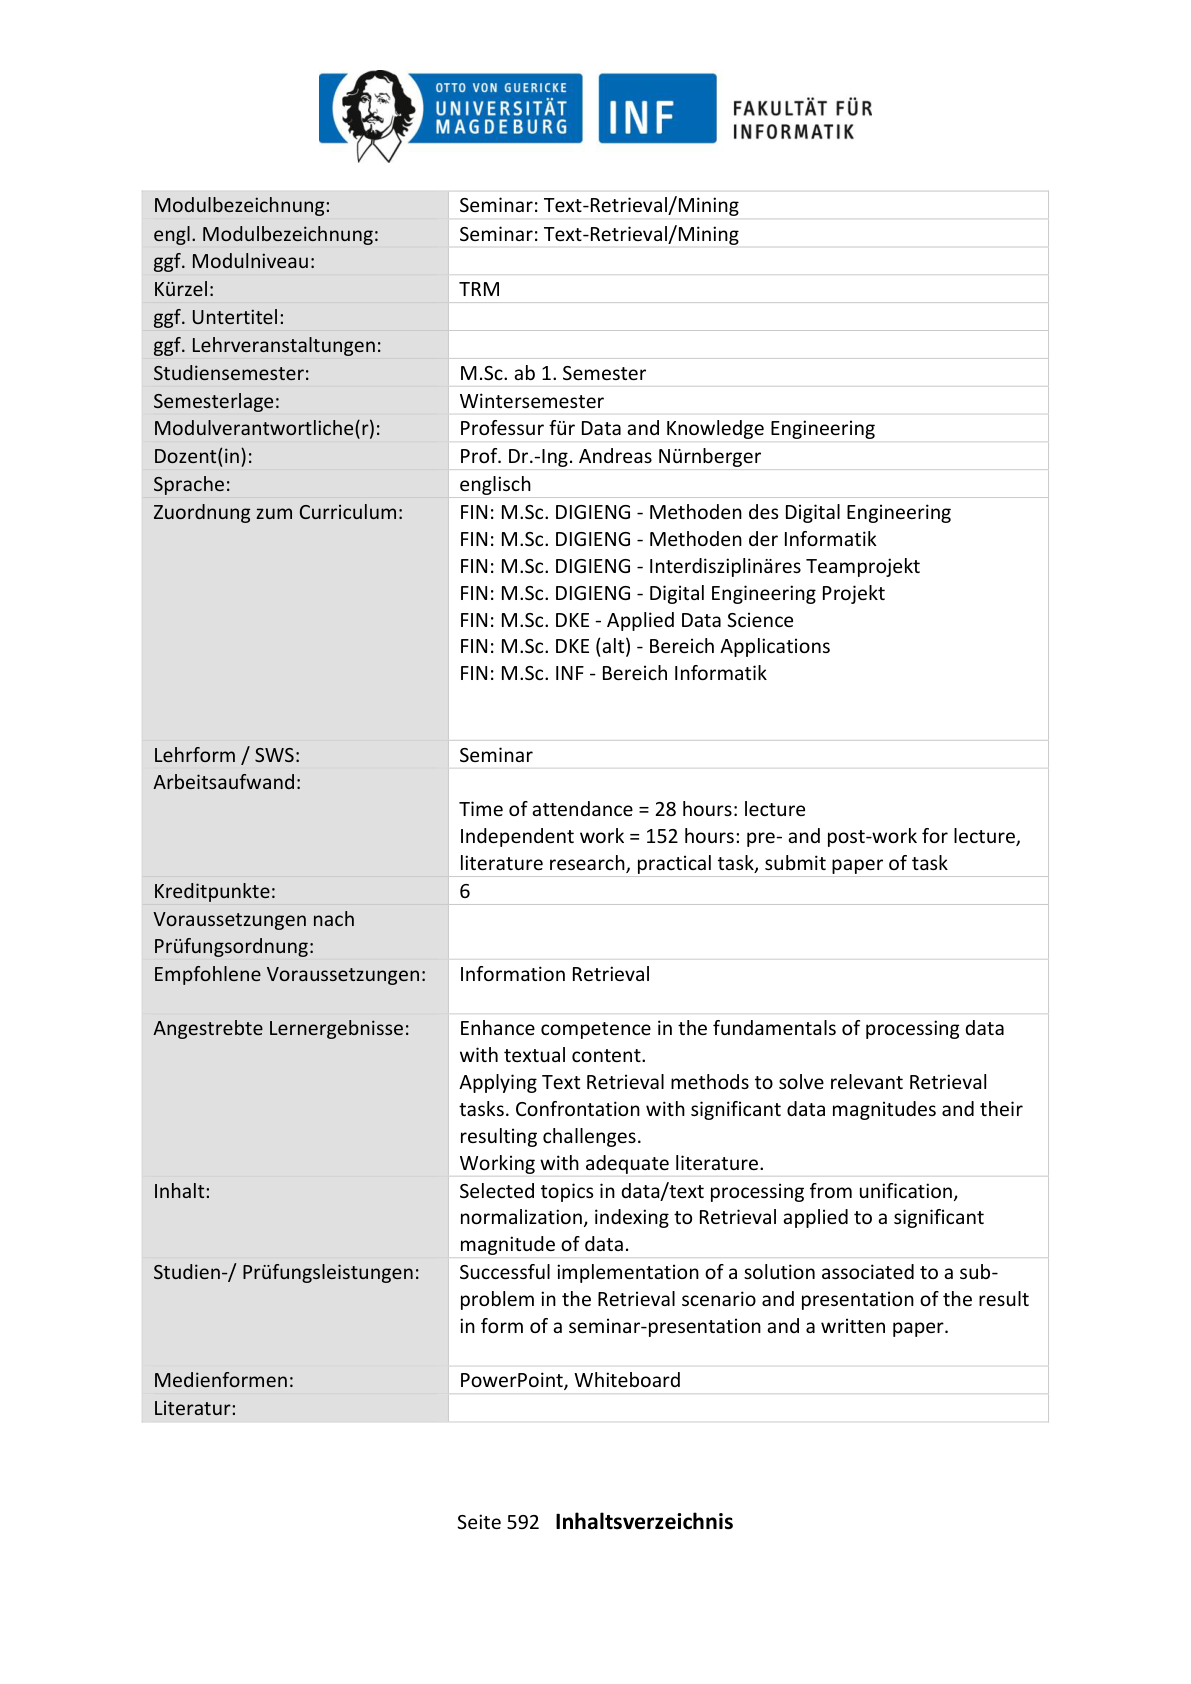 OTTO VON GUERICKE
UNIVERSITÄT
MAGDEBURG
INF
FAKULTÄT FÜR
INFORMATIK
Modulbezeichnung: Seminar: Text-Retrieval/Mining
engl. Modulbezeichnung: Seminar: Text-Retrieval/Mining
ggf. Modulniveau:
Kürzel: TRM
ggf. Untertitel:
ggf. Lehrveranstaltungen:
Studiensemester: M.Sc. ab 1. Semester
Semesterlage: Wintersemester
Modulverantwortliche(r): Professur für Data and Knowledge Engineering
Dozent(in): Prof. Dr.-Ing. Andreas Nürnberger
Sprache: englisch
Zuordnung zum Curriculum: FIN: M.Sc. DIGIENG - Methoden des Digital Engineering
FIN: M.Sc. DIGIENG - Methoden der Informatik
FIN: M.Sc. DIGIENG - Interdisziplinäres Teamprojekt
FIN: M.Sc. DIGIENG - Digital Engineering Projekt
FIN: M.Sc. DKE - Applied Data Science
FIN: M.Sc. DKE (alt) - Bereich Applications
FIN: M.Sc. INF - Bereich Informatik
Lehrform / SWS: Seminar
Arbeitsaufwand:
Time of attendance = 28 hours: lecture
Independent work = 152 hours: pre- and post-work for lecture,
literature research, practical task, submit paper of task
Kreditpunkte: 6
Voraussetzungen nach
Prüfungsordnung:
Empfohlene Voraussetzungen: Information Retrieval
Angestrebte Lernergebnisse: Enhance competence in the fundamentals of processing data
with textual content.
Applying Text Retrieval methods to solve relevant Retrieval
tasks. Confrontation with significant data magnitudes and their
resulting challenges.
Working with adequate literature.
Inhalt: Selected topics in data/text processing from unification,
normalization, indexing to Retrieval applied to a significant
magnitude of data.
Studien-/ Prüfungsleistungen: Successful implementation of a solution associated to a sub-
problem in the Retrieval scenario and presentation of the result
in form of a seminar-presentation and a written paper.
Medienformen: PowerPoint, Whiteboard
Literatur:
Seite 592 Inhaltsverzeichnis